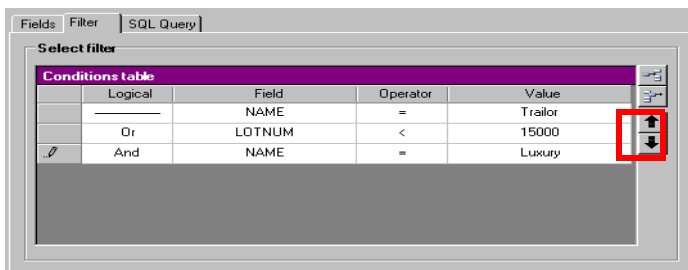 Fields Filter SQL Query
Select filter
Conditions table
Logical Field Operator Value
NAME = Trailor
Or LOTNUM < 15000
And NAME = Luxury